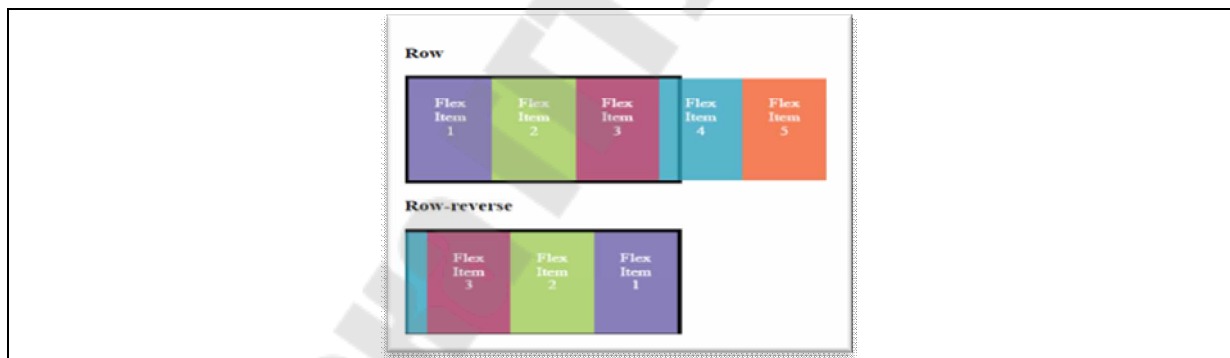 Row
Flex Flex Flex Flex Flex
Item Item Item Item Item
1 2 3 4 5
Row-reverse
Flex Flex Flex
Item Item Item
3 2 1